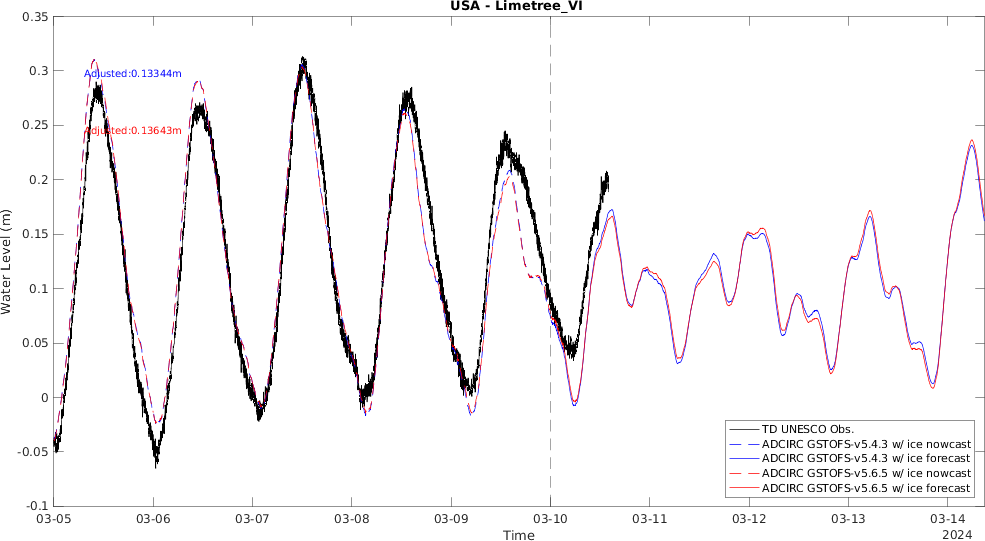 USA - Limetree_VI
0.35
0.3
0.25
0.2
0.15
0.1
0.05
0
-0.05
-0.1
Water Level (m)
Adjusted:0.13344m
Adjusted:0.13643m
TD UNESCO Obs.
ADCIRC GSTOFS-v5.4.3 w/ ice nowcast
ADCIRC GSTOFS-v5.4.3 w/ ice forecast
ADCIRC GSTOFS-v5.6.5 w/ ice nowcast
ADCIRC GSTOFS-v5.6.5 w/ ice forecast
03-05 03-06 03-07 03-08 03-09 03-10 03-11 03-12 03-13 03-14
Time
2024